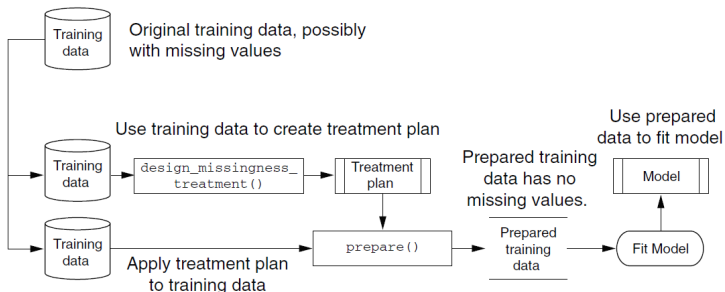 Training
data
Original training data, possibly
with missing values
Use training data to create treatment plan
Use prepared
data to fit model
Training
data
design_missingness_
treatment()
Treatment
plan
Prepared training
data has no
missing values.
Model
Training
data
Apply treatment plan
to training data
prepare()
Prepared
training
data
Fit Model